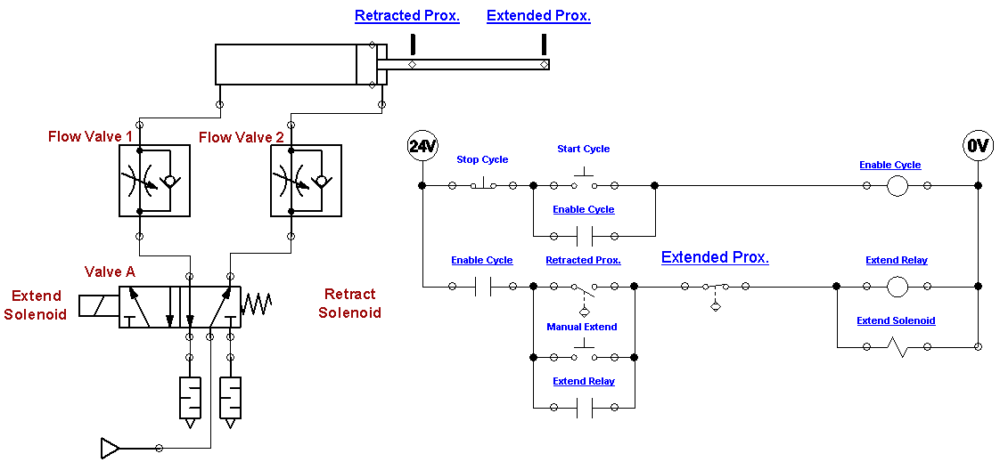 Retracted Prox. Extended Prox.
Flow Valve 1 Flow Valve 2
24V 0V
Stop Cycle Start Cycle Enable Cycle
Enable Cycle
Valve A
Enable Cycle Retracted Prox. Extended Prox. Extend Relay
Extend
Solenoid
Retract
Solenoid
Extend Solenoid
Manual Extend
Extend Relay